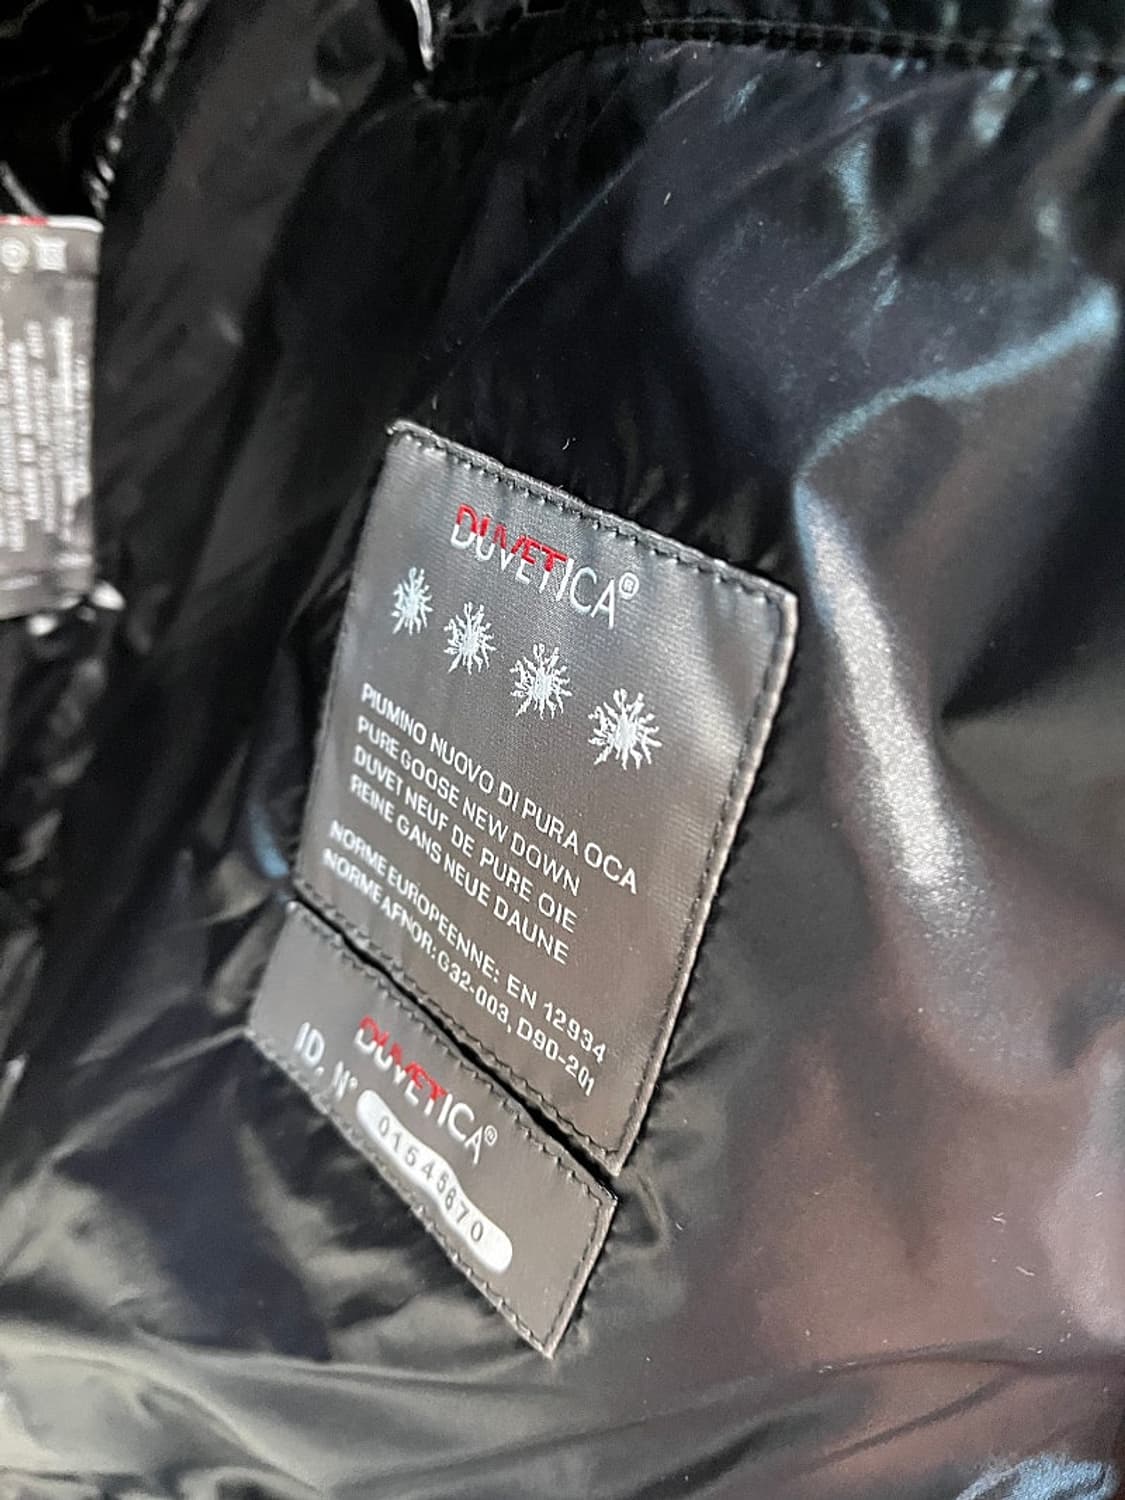 DUVETICA®
PIUMINO NUOVO DI PURA OCA
PURE GOOSE NEW DOWN
DUVET NEUF DE PURE OIE
REINE GANS NEUE DAUNE
NORME EUROPEENNE: EN 12934
NORME AFNOR: G32-003, D90-201
DUVETICA®
ID. N° 01545670